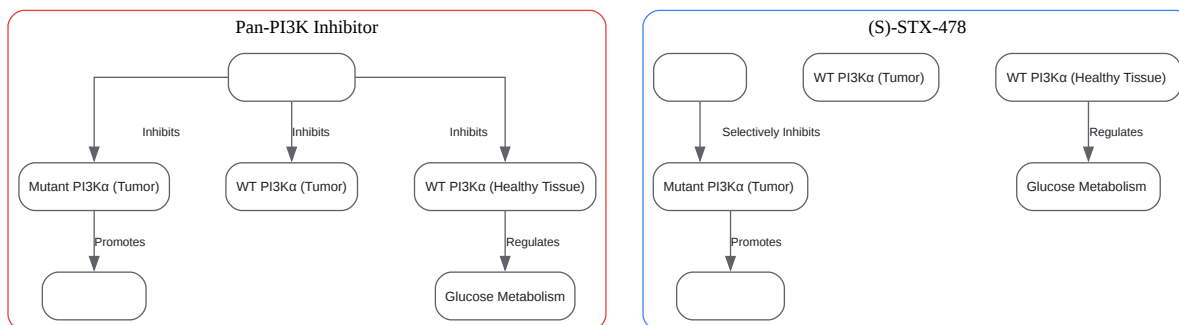 Pan-PI3K Inhibitor
Inhibits
Inhibits
Inhibits
Mutant PI3Kα (Tumor)
WT PI3Kα (Tumor)
WT PI3Kα (Healthy Tissue)
Promotes
Regulates
Glucose Metabolism
(S)-STX-478
WT PI3Kα (Tumor)
WT PI3Kα (Healthy Tissue)
Selectively Inhibits
Regulates
Mutant PI3Kα (Tumor)
Glucose Metabolism
Promotes